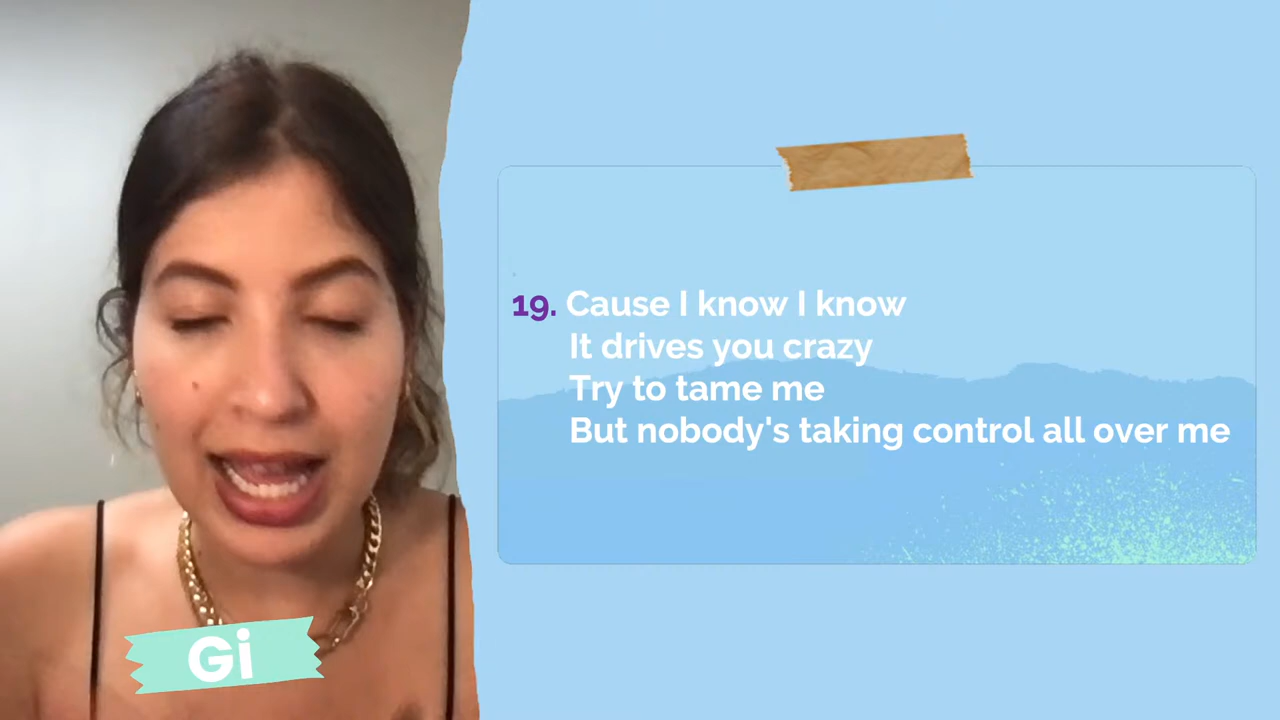 19. Cause I know I know
It drives you crazy
Try to tame me
But nobody's taking control all over me
Gi